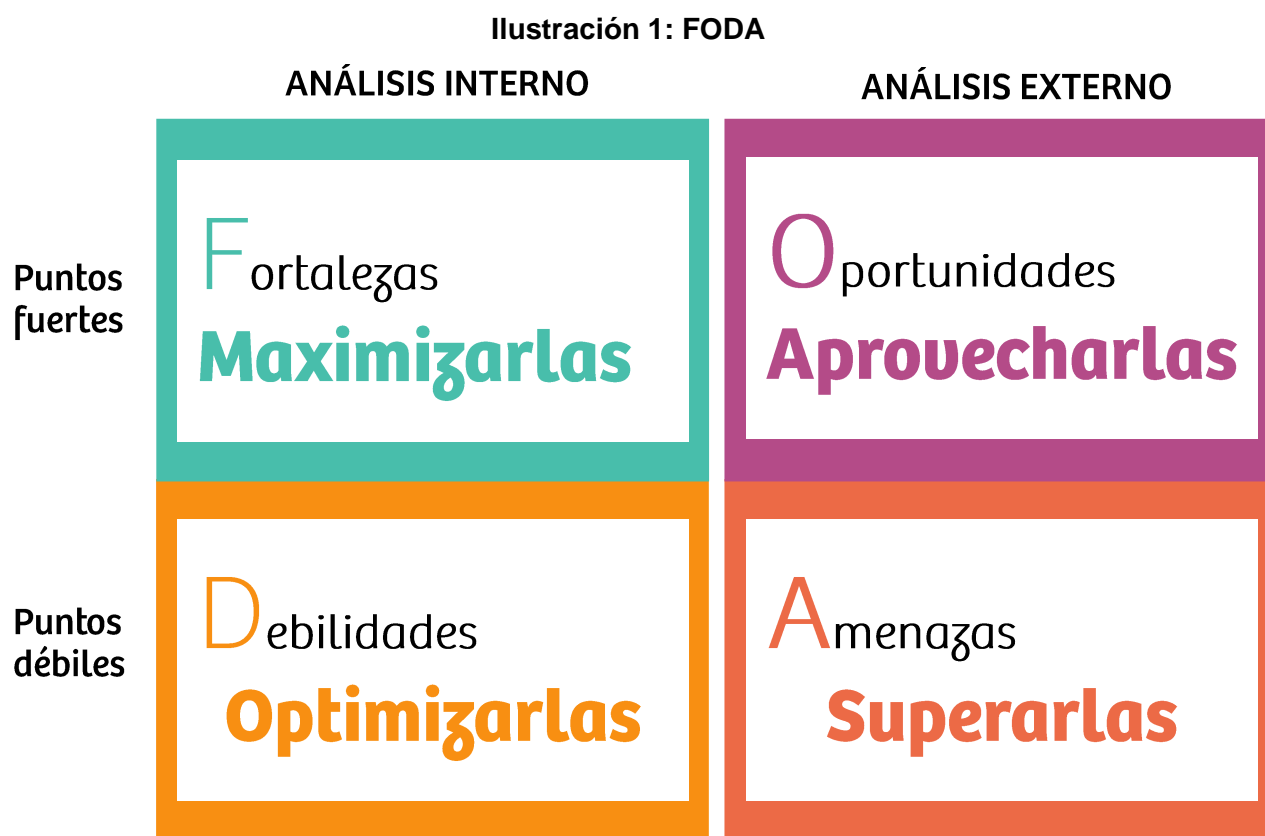 Ilustración 1: FODA
ANÁLISIS INTERNO
ANÁLISIS EXTERNO
Puntos
fuertes
Fortalezas
Maximizarlas
Oportunidades
Aprovecharlas
Puntos
débiles
Debilidades
Optimizarlas
Amenazas
Superarlas